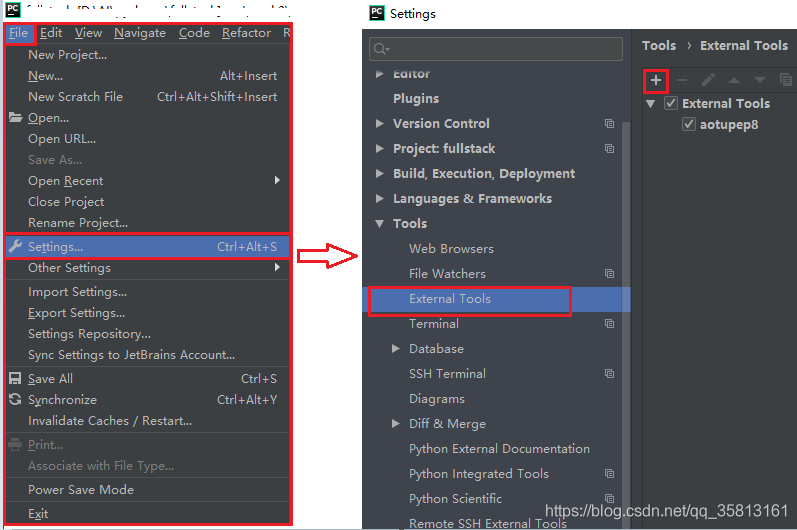 PC
File Edit View Navigate Code Refactor
New Project...
New... Alt+Insert
New Scratch File Ctrl+Alt+Shift+Insert
Open...
Open URL...
Save As...
Open Recent
Close Project
Rename Project...
Settings... Ctrl+Alt+S
Other Settings
Import Settings...
Export Settings...
Settings Repository...
Sync Settings to JetBrains Account...
Save All Ctrl+S
Synchronize Ctrl+Alt+Y
Invalidate Caches / Restart...
Print...
Associate with File Type...
Power Save Mode
Exit
PC Settings
Editor
Plugins
Version Control
Project: fullstack
Build, Execution, Deployment
Languages & Frameworks
Tools
Web Browsers
File Watchers
External Tools
Terminal
Database
SSH Terminal
Diagrams
Diff & Merge
Python External Documentation
Python Integrated Tools
Python Scientific
Remote SSH External Tools
Tools › External Tools
External Tools
aotupep8
https://blog.csdn.net/qq_35813161